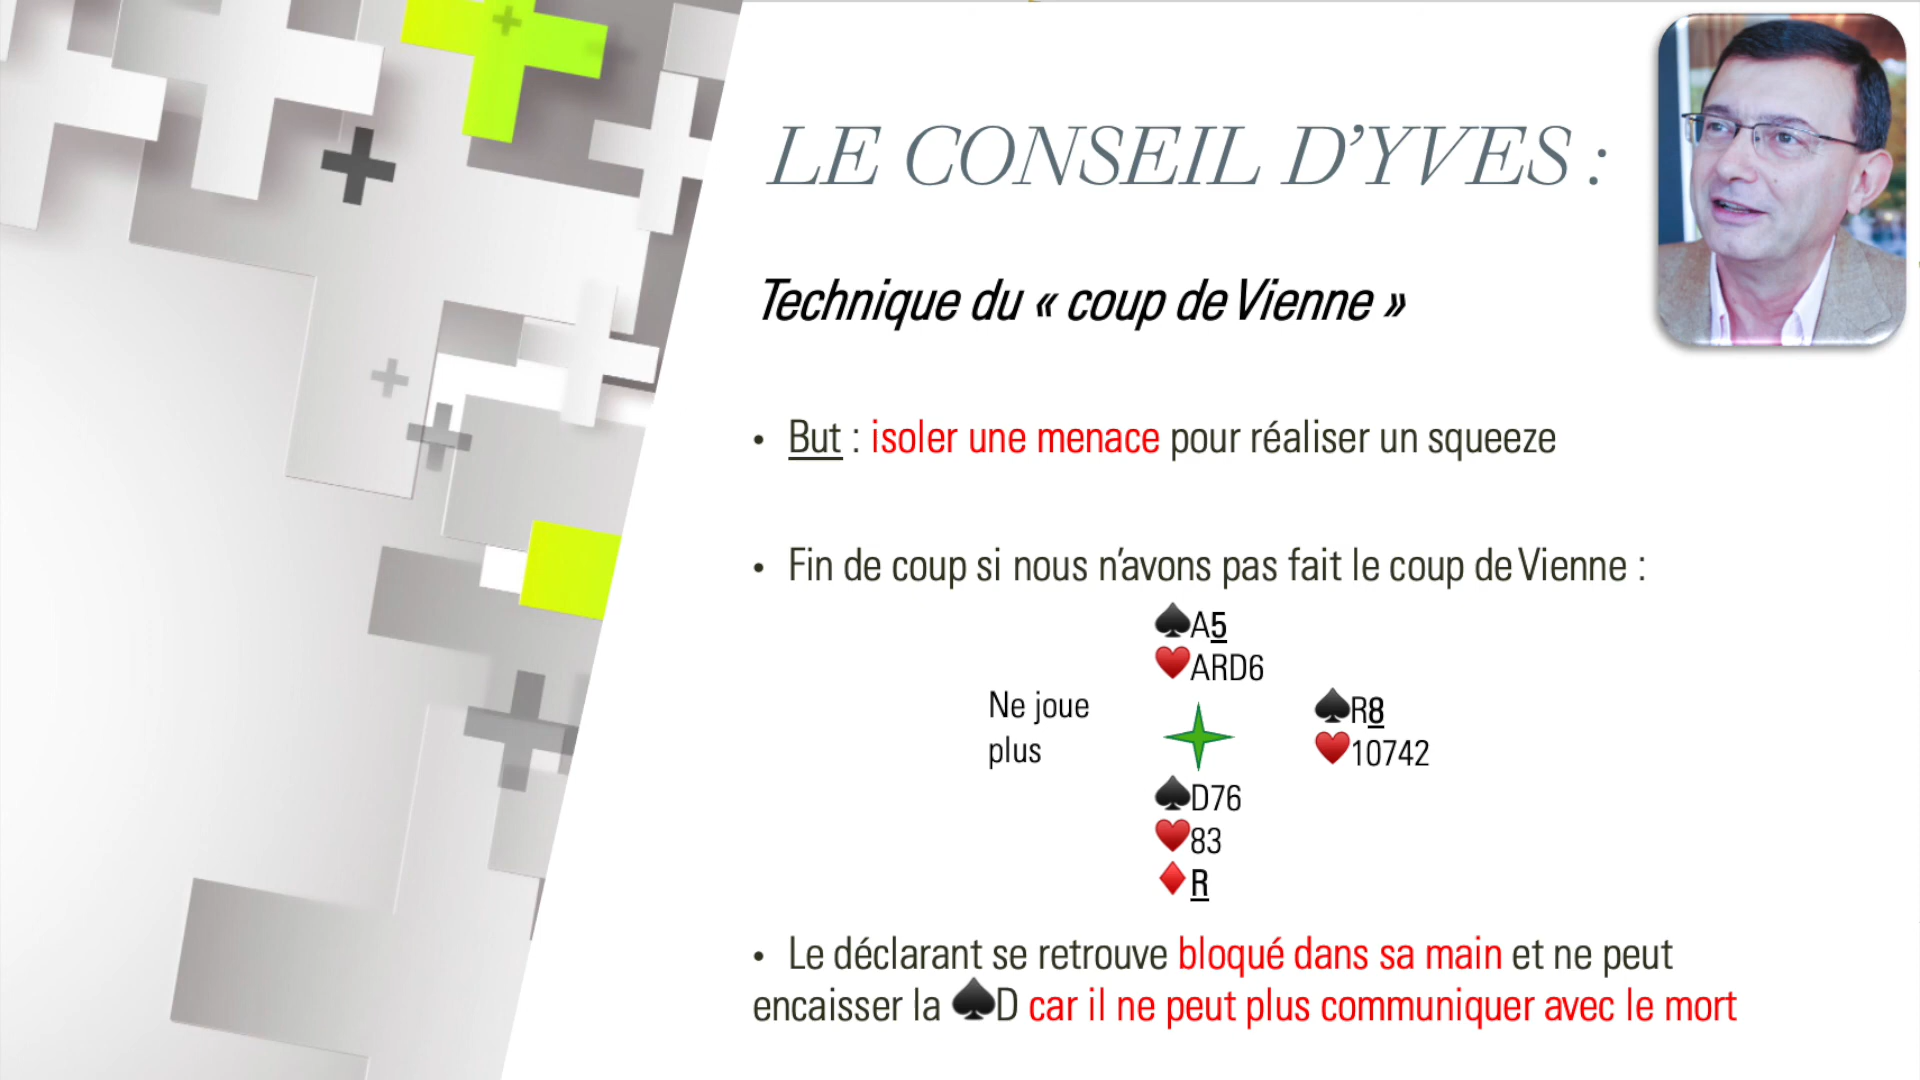 LE CONSEIL D'YVES :
Technique du « coup de Vienne »
• But : isoler une menace pour réaliser un squeeze
• Fin de coup si nous n'avons pas fait le coup de Vienne :
♠A5
♥ARD6
Ne joue
plus
♠R8
♥10742
♠D76
♥83
♦R
• Le déclarant se retrouve bloqué dans sa main et ne peut
encaisser la ♠D car il ne peut plus communiquer avec le mort